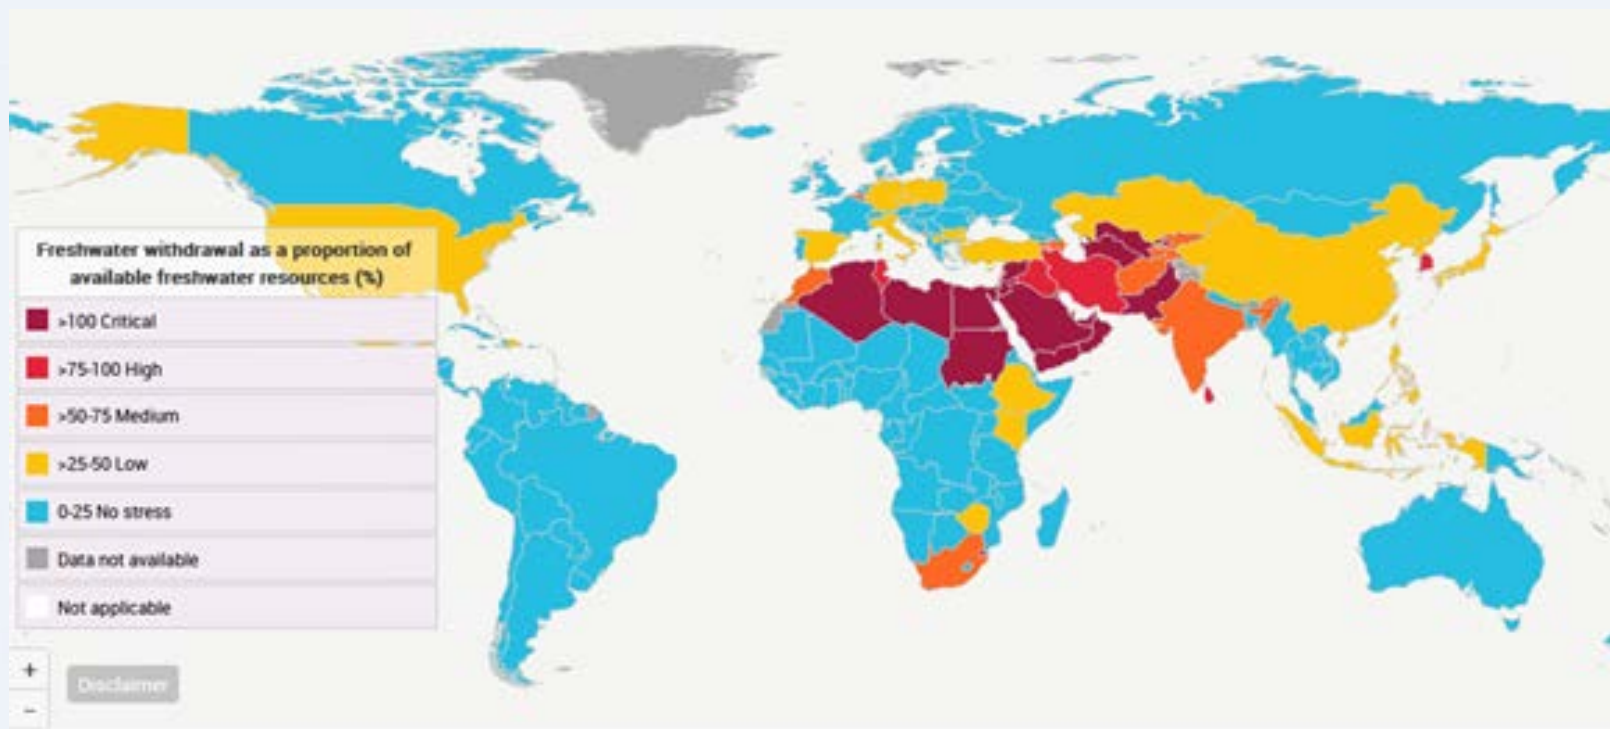 Freshwater withdrawal as a proportion of
available freshwater resources (%)
>100 Critical
>75-100 High
>50-75 Medium
>25-50 Low
0-25 No stress
Data not available
Not applicable
+
Disclaimer
−